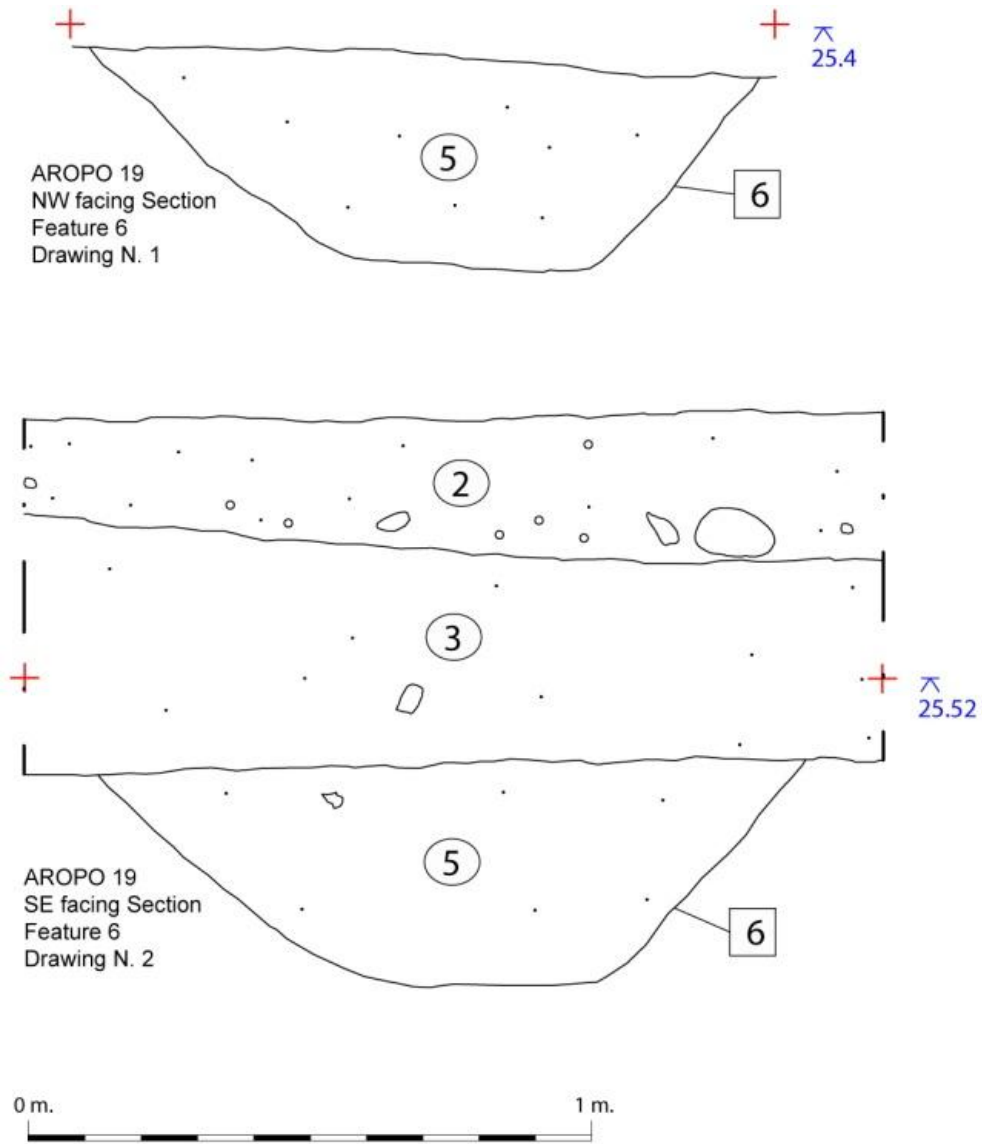 25.4
5
6
AROPO 19
NW facing Section
Feature 6
Drawing N. 1
2
3
25.52
5
6
AROPO 19
SE facing Section
Feature 6
Drawing N. 2
0 m.
1 m.